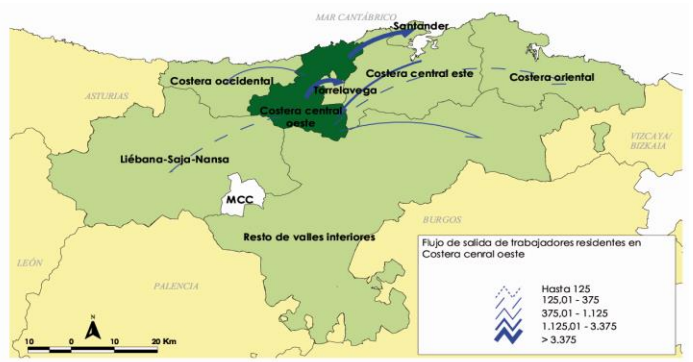 MAR CANTÁBRICO
Santander
Costera occidental
Costera central este
Costera oriental
Torrelavega
ASTURIAS
Costera central
oeste
VIZCAYA/
BIZKAIA
Liébana-Saja-Nansa
MCC
BURGOS
Resto de valles interiores
LEÓN
PALENCIA
Flujo de salida de trabajadores residentes en
Costera cenral oeste
Hasta 125
125,01 - 375
375,01 - 1.125
1.125,01 - 3.375
> 3.375
N
10 0 10 20 Km